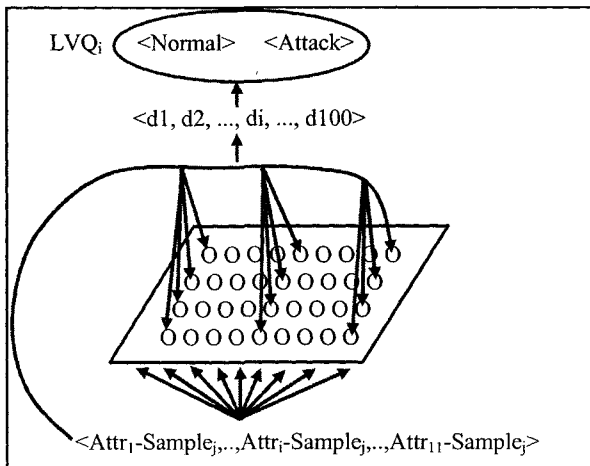 LVQi <Normal> <Attack>
<d1, d2, ..., di, ..., d100>
O O O O O O O O O
O O O O O O O O O
O O O O O O O O O
O O O O O O O O O
<Attr1-Samplej,..,Attri-Samplej,..,Attr11-Samplej>